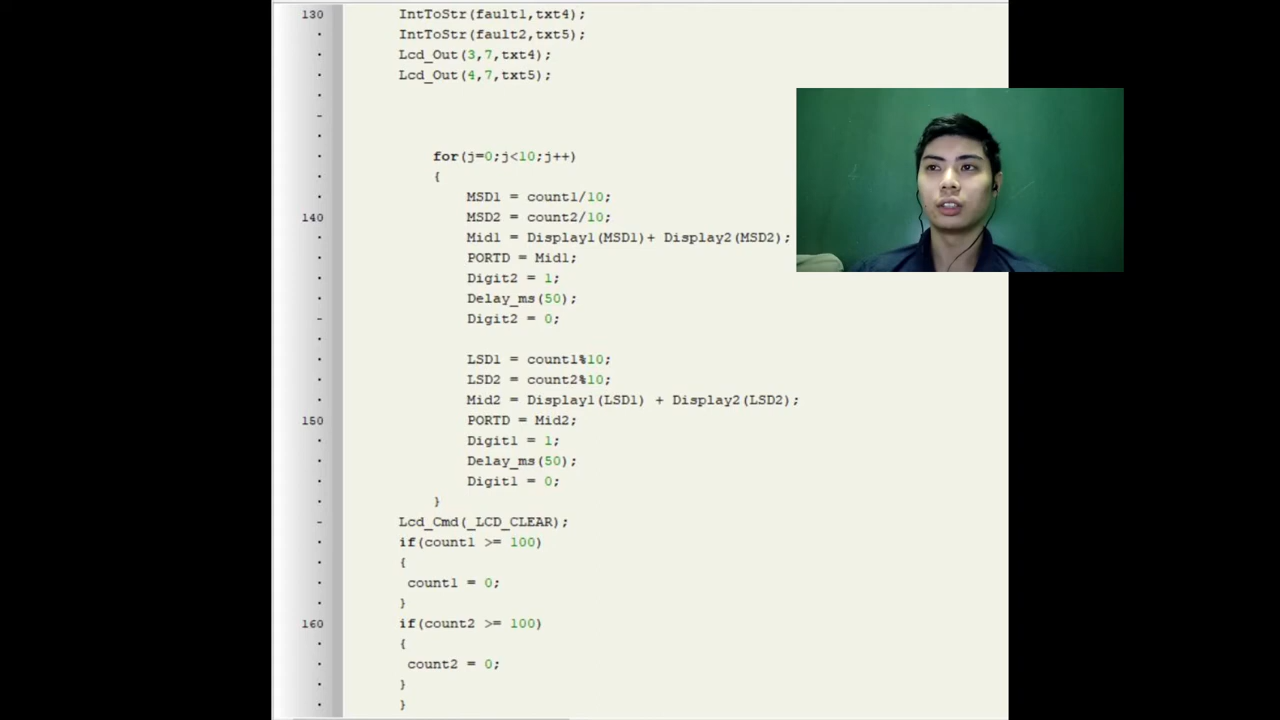 130 IntToStr(fault1,txt4);
IntToStr(fault2,txt5);
Lcd_Out(3,7,txt4);
Lcd_Out(4,7,txt5);
for(j=0;j<10;j++)
{
MSD1 = count1/10;
140 MSD2 = count2/10;
Mid1 = Display1(MSD1)+ Display2(MSD2);
PORTD = Mid1;
Digit2 = 1;
Delay_ms(50);
Digit2 = 0;
LSD1 = count1%10;
LSD2 = count2%10;
Mid2 = Display1(LSD1) + Display2(LSD2);
150 PORTD = Mid2;
Digit1 = 1;
Delay_ms(50);
Digit1 = 0;
}
Lcd_Cmd(_LCD_CLEAR);
if(count1 >= 100)
{
count1 = 0;
}
160 if(count2 >= 100)
{
count2 = 0;
}
}